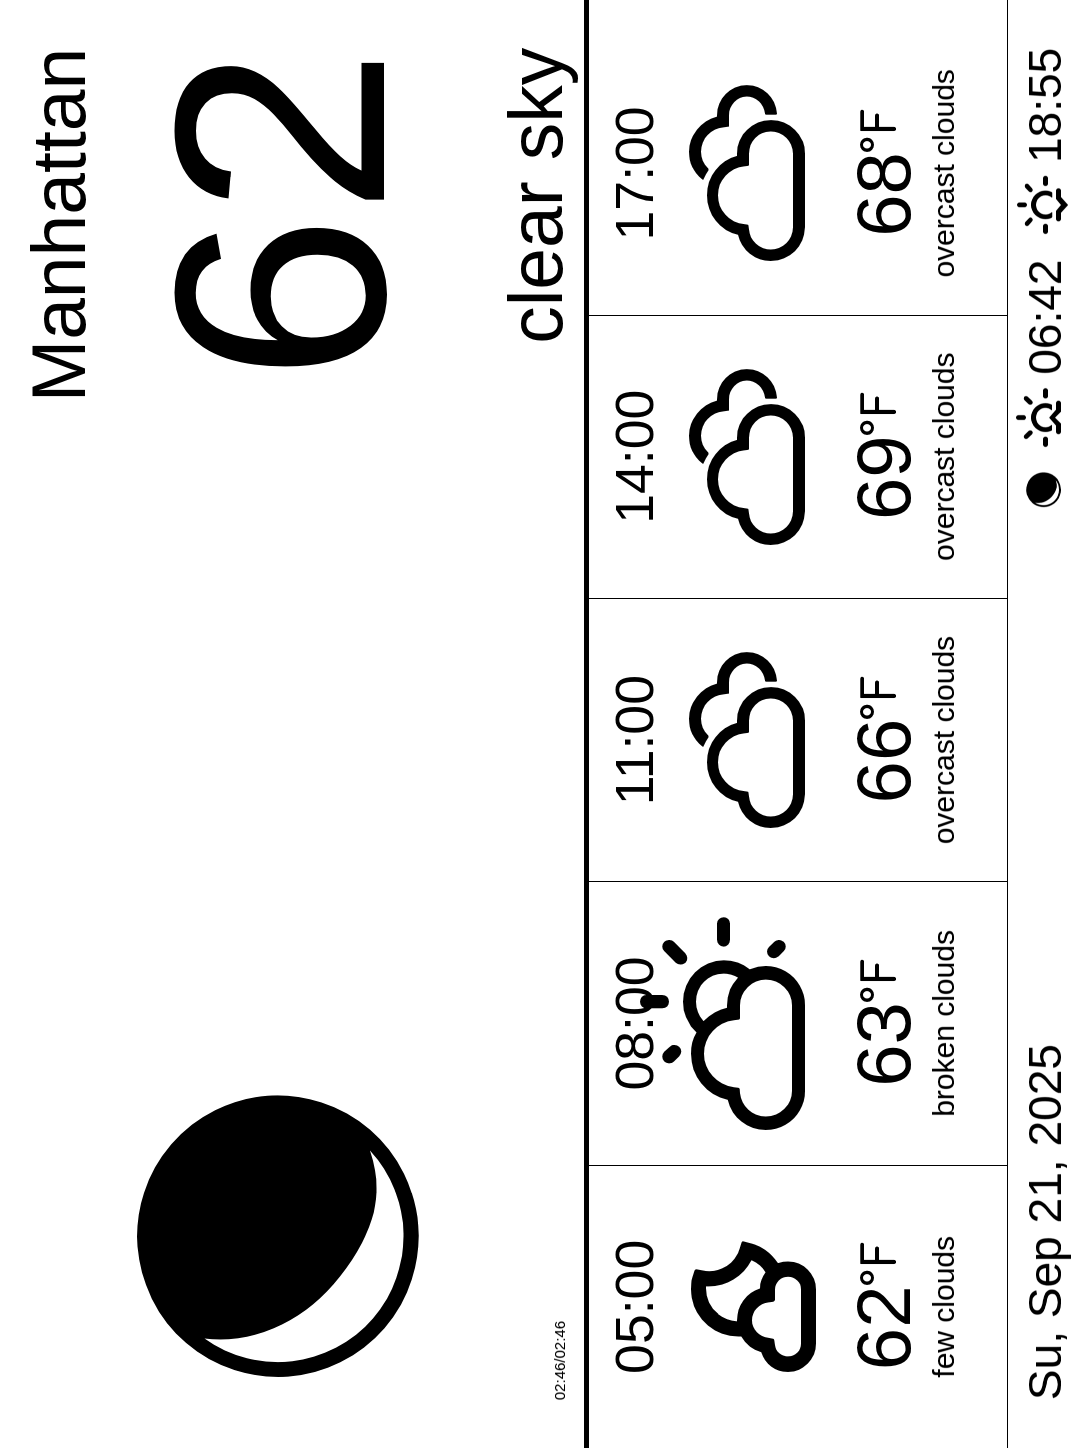 Manhattan
62
clear sky
02:46/02:46
05:00
62°F
few clouds
08:00
63°F
broken clouds
11:00
66°F
overcast clouds
14:00
69°F
overcast clouds
17:00
68°F
overcast clouds
Su, Sep 21, 2025
06:42
18:55